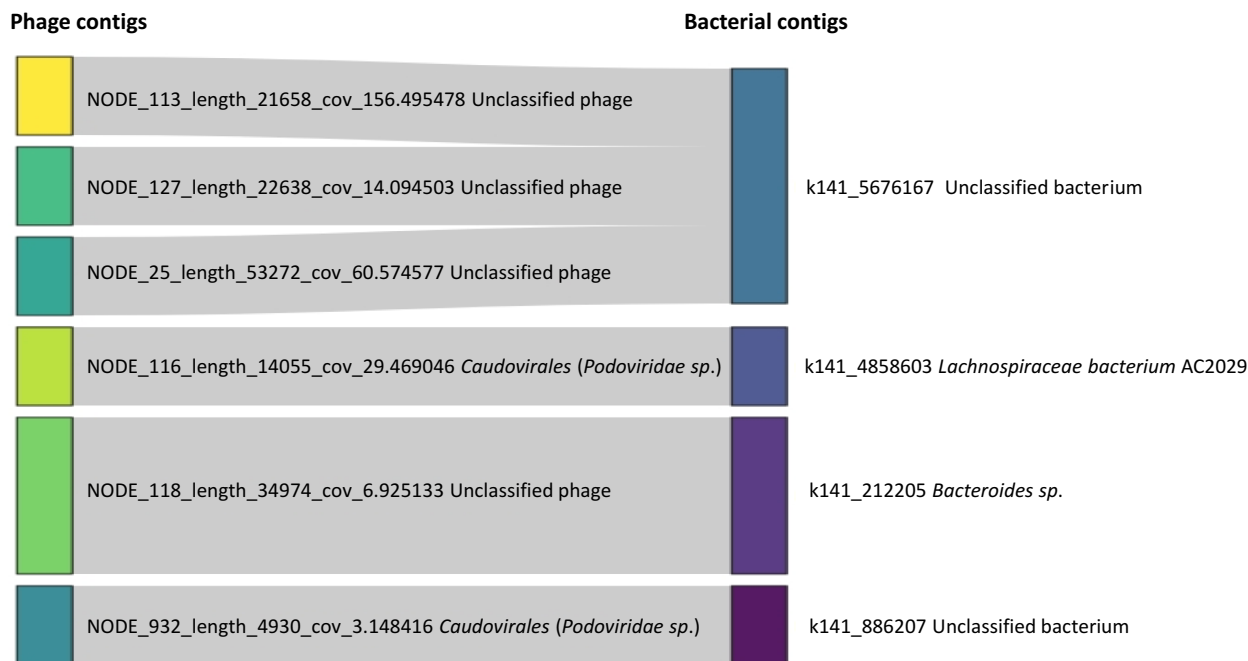 Phage contigs
Bacterial contigs
NODE_113_length_21658_cov_156.495478 Unclassified phage
NODE_127_length_22638_cov_14.094503 Unclassified phage
k141_5676167 Unclassified bacterium
NODE_25_length_53272_cov_60.574577 Unclassified phage
NODE_116_length_14055_cov_29.469046 Caudovirales (Podoviridae sp.)
k141_4858603 Lachnospiraceae bacterium AC2029
NODE_118_length_34974_cov_6.925133 Unclassified phage
k141_212205 Bacteroides sp.
NODE_932_length_4930_cov_3.148416 Caudovirales (Podoviridae sp.)
k141_886207 Unclassified bacterium